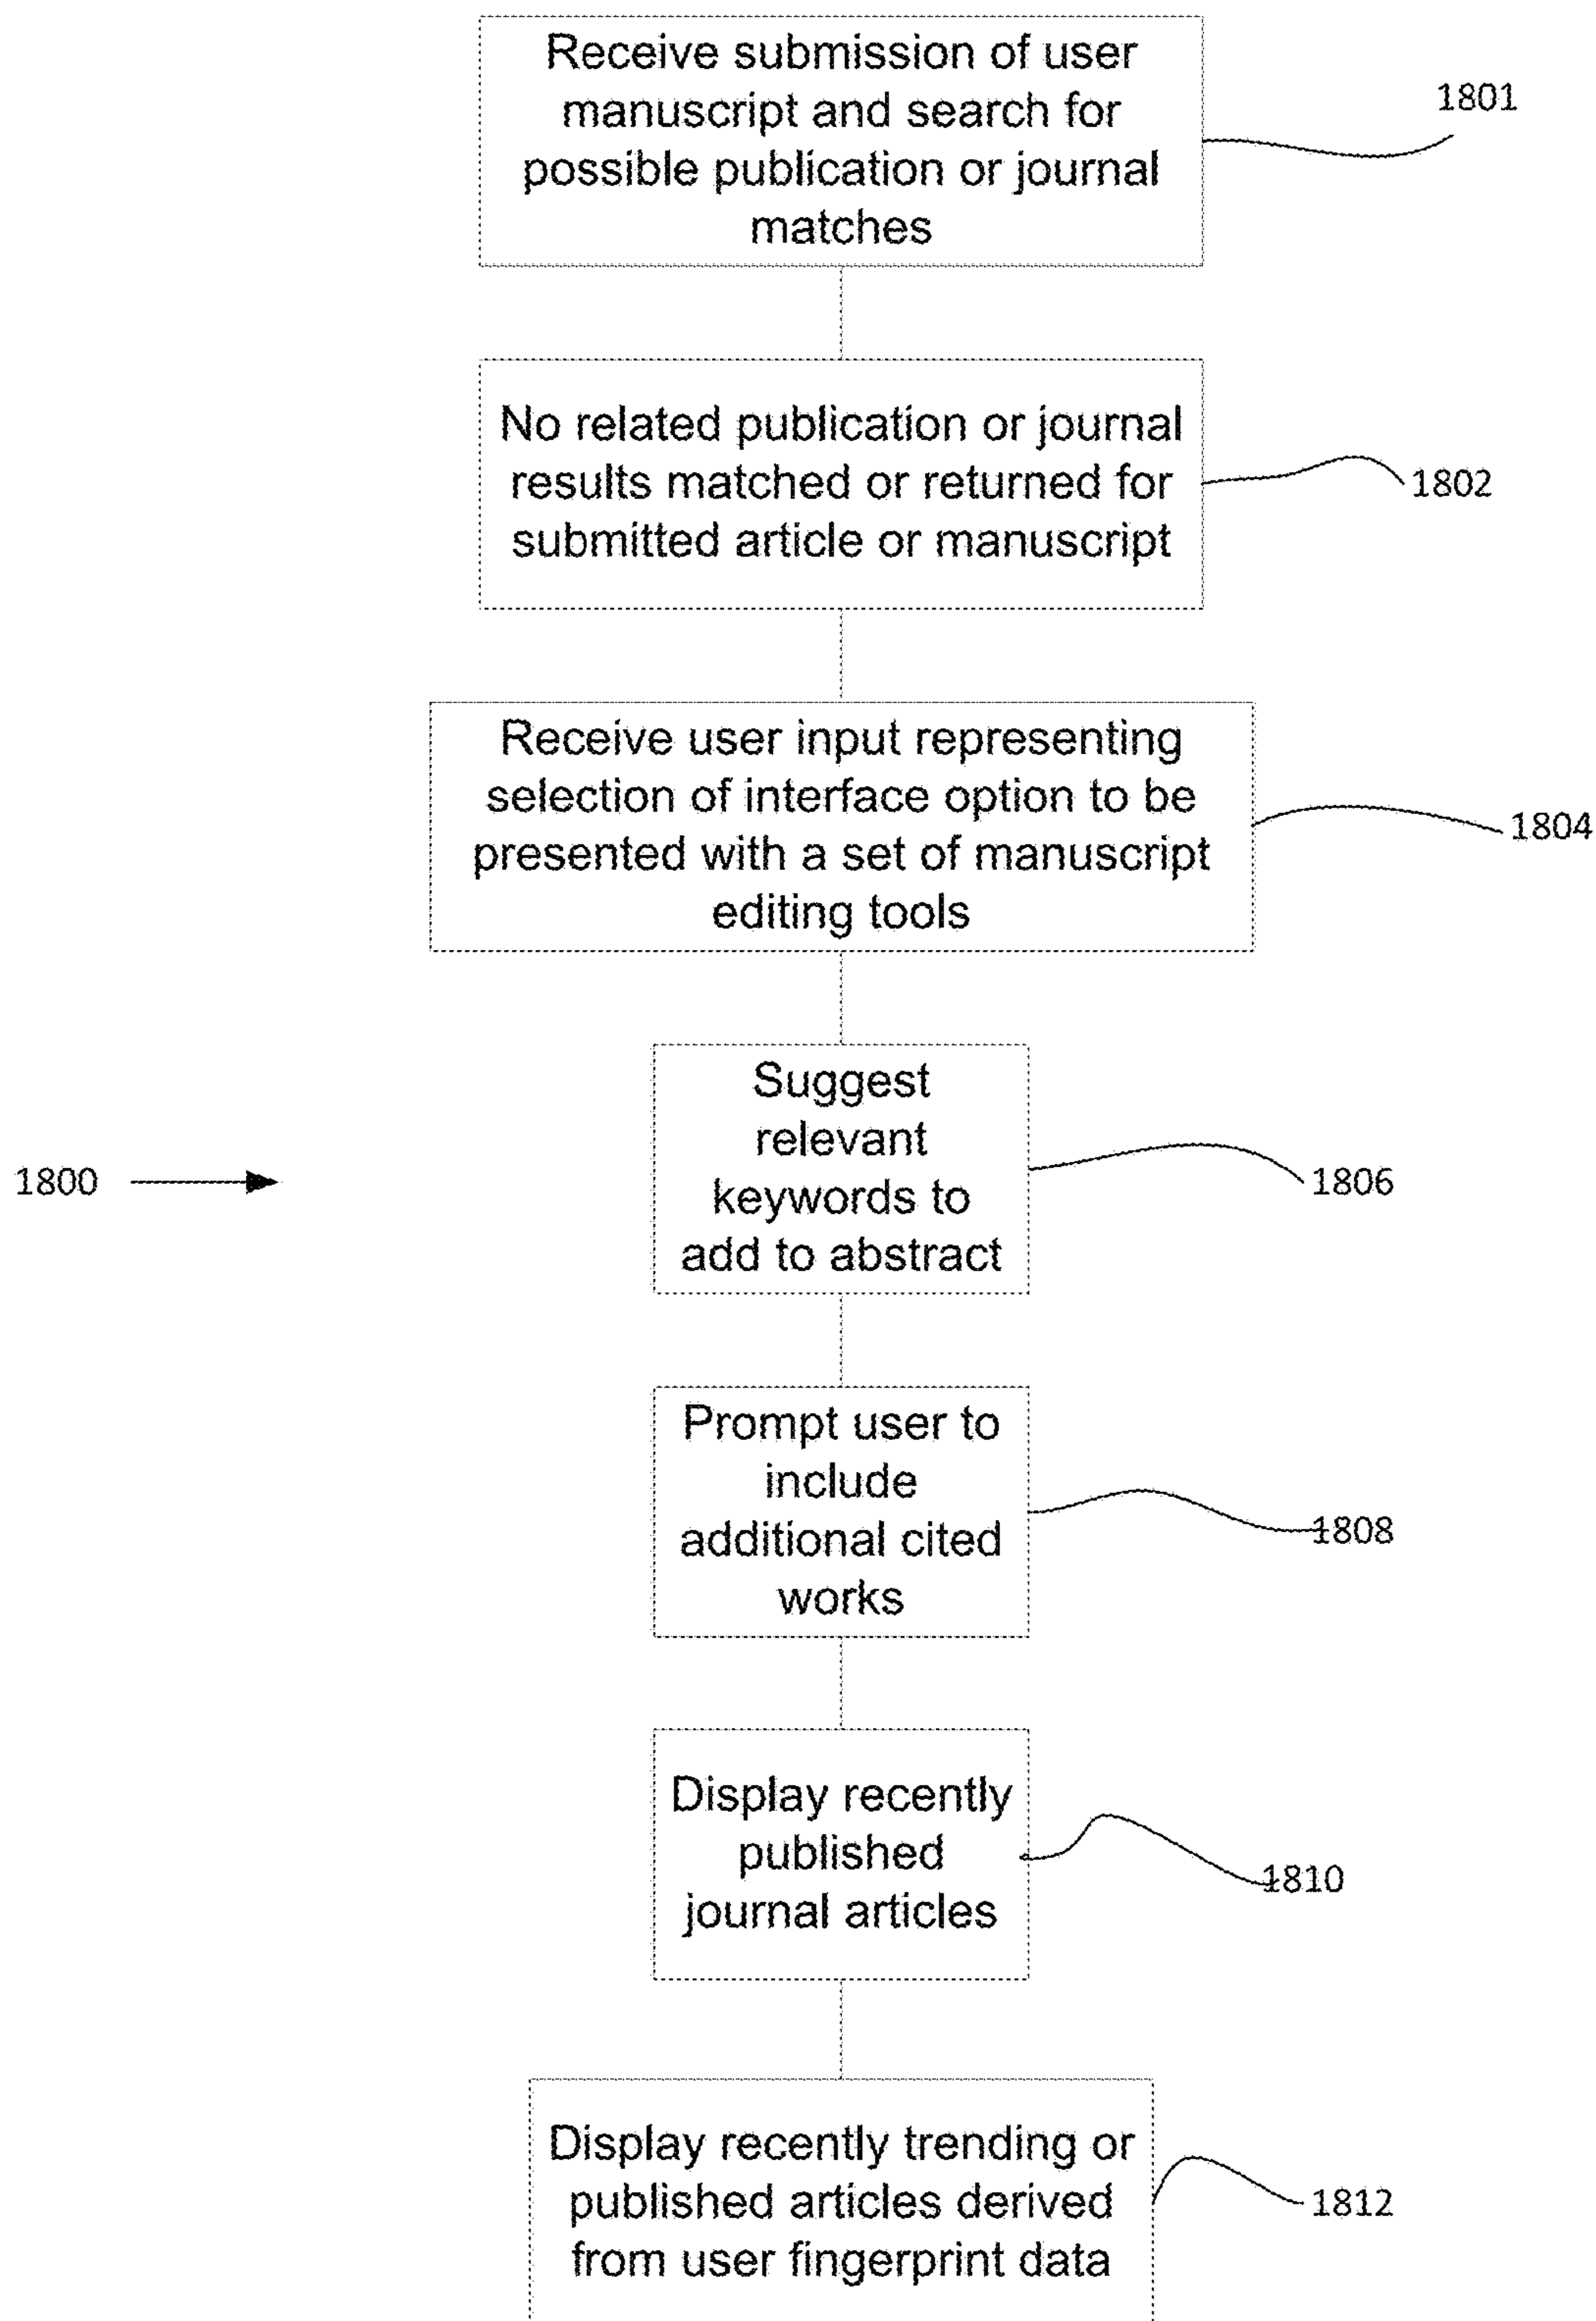 Receive submission of user
manuscript and search for
possible publication or journal
matches
1801
No related publication or journal
results matched or returned for
submitted article or manuscript
1802
Receive user input representing
selection of interface option to be
presented with a set of manuscript
editing tools
1804
Suggest
relevant
keywords to
add to abstract
1800
1806
Prompt user to
include
additional cited
works
1808
Display recently
published
journal articles
1810
Display recently trending or
published articles derived
from user fingerprint data
1812